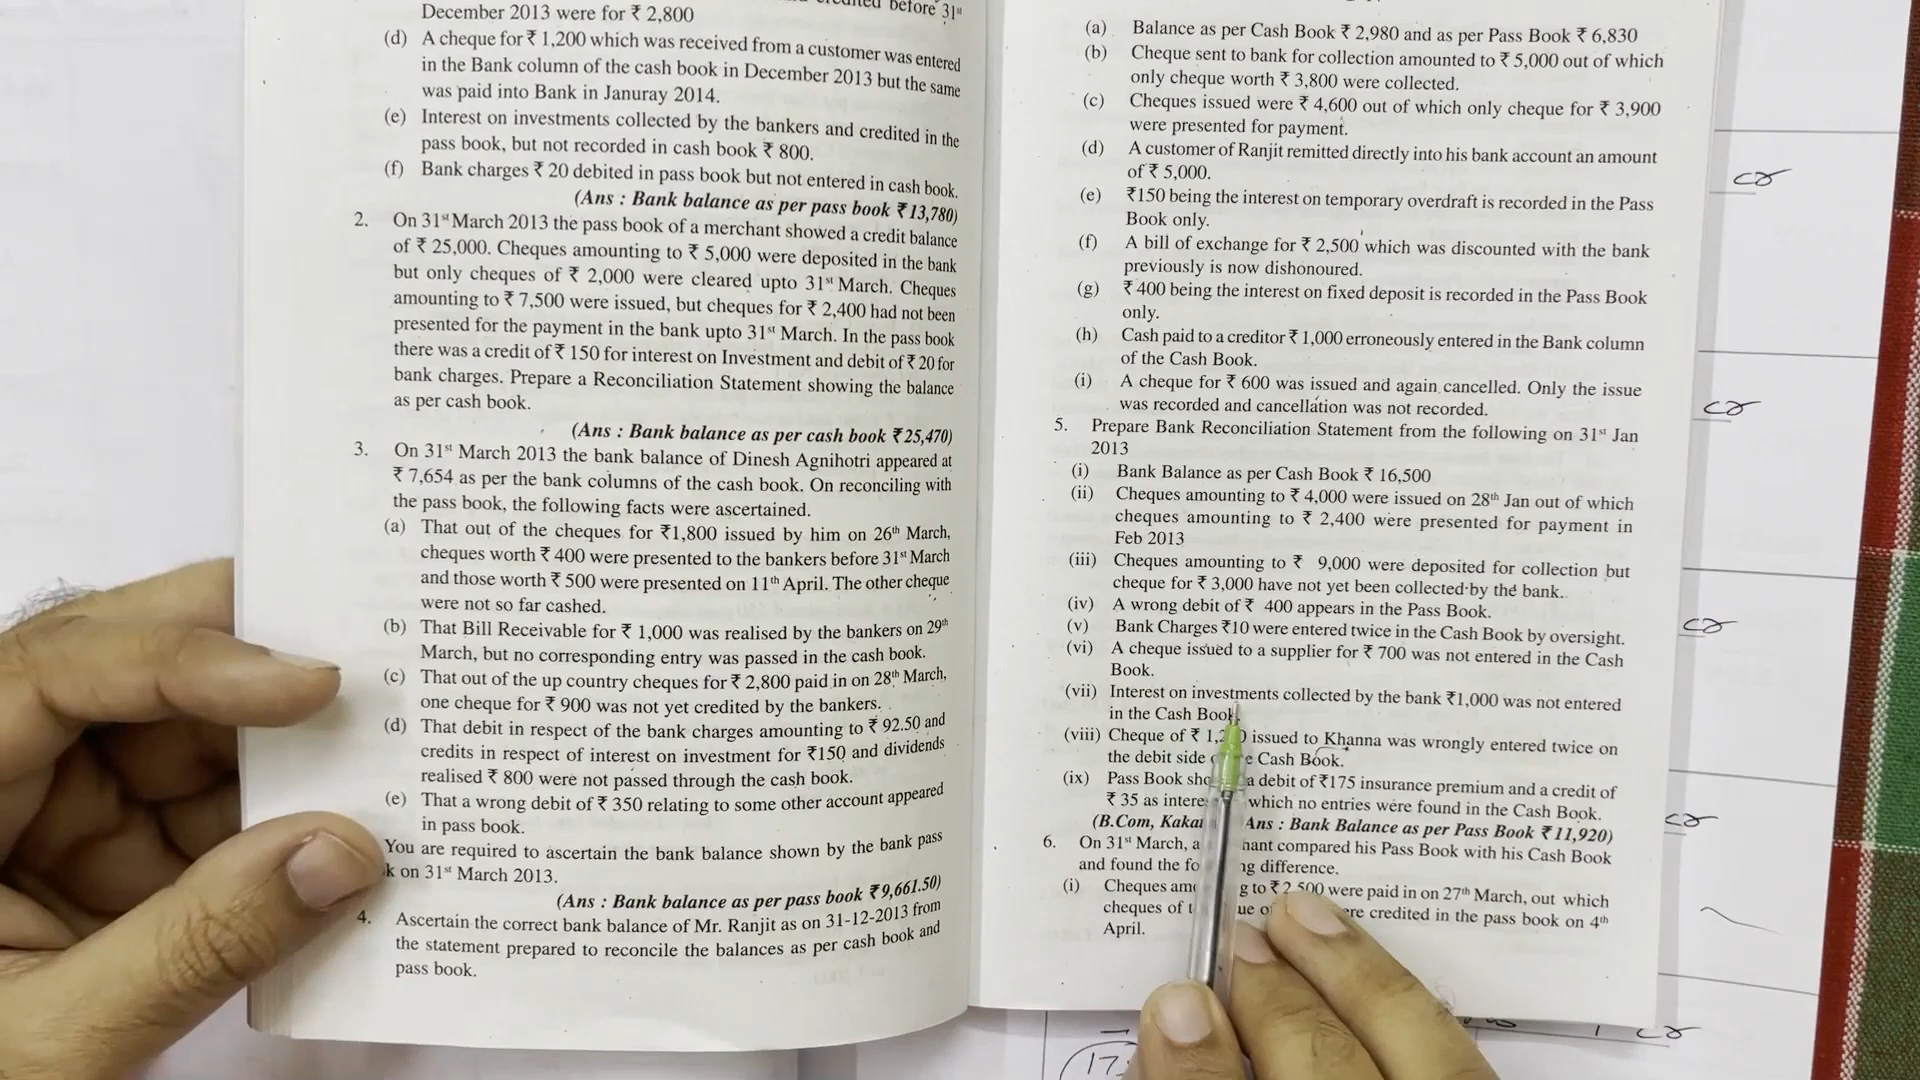 before 31st
December 2013 were for ₹ 2,800
(d) A cheque for ₹ 1,200 which was received from a customer was entered
in the Bank column of the cash book in December 2013 but the same
was paid into Bank in Januray 2014.
(e) Interest on investments collected by the bankers and credited in the
pass book, but not recorded in cash book ₹ 800.
(f) Bank charges ₹ 20 debited in pass book but not entered in cash book.
(Ans : Bank balance as per pass book ₹ 13,780)
2. On 31st March 2013 the pass book of a merchant showed a credit balance
of ₹ 25,000. Cheques amounting to ₹ 5,000 were deposited in the bank
but only cheques of ₹ 2,000 were cleared upto 31st March. Cheques
amounting to ₹ 7,500 were issued, but cheques for ₹ 2,400 had not been
presented for the payment in the bank upto 31st March. In the pass book
there was a credit of ₹ 150 for interest on Investment and debit of ₹ 20 for
bank charges. Prepare a Reconciliation Statement showing the balance
as per cash book.
(Ans : Bank balance as per cash book ₹ 25,470)
3. On 31st March 2013 the bank balance of Dinesh Agnihotri appeared at
₹ 7,654 as per the bank columns of the cash book. On reconciling with
the pass book, the following facts were ascertained.
(a) That out of the cheques for ₹1,800 issued by him on 26th March,
cheques worth ₹ 400 were presented to the bankers before 31st March
and those worth ₹ 500 were presented on 11th April. The other cheque
were not so far cashed.
(b) That Bill Receivable for ₹ 1,000 was realised by the bankers on 29th
March, but no corresponding entry was passed in the cash book.
(c) That out of the up country cheques for ₹ 2,800 paid in on 28th March,
one cheque for ₹ 900 was not yet credited by the bankers.
(d) That debit in respect of the bank charges amounting to ₹ 92.50 and
credits in respect of interest on investment for ₹150 and dividends
realised ₹ 800 were not passed through the cash book.
(e) That a wrong debit of ₹ 350 relating to some other account appeared
in pass book.
You are required to ascertain the bank balance shown by the bank pass
k on 31st March 2013.
(Ans : Bank balance as per pass book ₹ 9,661.50)
4. Ascertain the correct bank balance of Mr. Ranjit as on 31-12-2013 from
the statement prepared to reconcile the balances as per cash book and
pass book.
(a) Balance as per Cash Book ₹ 2,980 and as per Pass Book ₹ 6,830
(b) Cheque sent to bank for collection amounted to ₹ 5,000 out of which
only cheque worth ₹ 3,800 were collected.
(c) Cheques issued were ₹ 4,600 out of which only cheque for ₹ 3,900
were presented for payment.
(d) A customer of Ranjit remitted directly into his bank account an amount
of ₹ 5,000.
(e) ₹150 being the interest on temporary overdraft is recorded in the Pass
Book only.
(f) A bill of exchange for ₹ 2,500 which was discounted with the bank
previously is now dishonoured.
(g) ₹ 400 being the interest on fixed deposit is recorded in the Pass Book
only.
(h) Cash paid to a creditor ₹ 1,000 erroneously entered in the Bank column
of the Cash Book.
(i) A cheque for ₹ 600 was issued and again cancelled. Only the issue
was recorded and cancellation was not recorded.
5. Prepare Bank Reconciliation Statement from the following on 31st Jan
2013
(i) Bank Balance as per Cash Book ₹ 16,500
(ii) Cheques amounting to ₹ 4,000 were issued on 28th Jan out of which
cheques amounting to ₹ 2,400 were presented for payment in
Feb 2013
(iii) Cheques amounting to ₹ 9,000 were deposited for collection but
cheque for ₹ 3,000 have not yet been collected by the bank.
(iv) A wrong debit of ₹ 400 appears in the Pass Book.
(v) Bank Charges ₹10 were entered twice in the Cash Book by oversight.
(vi) A cheque issued to a supplier for ₹ 700 was not entered in the Cash
Book.
(vii) Interest on investments collected by the bank ₹1,000 was not entered
in the Cash Book.
(viii) Cheque of ₹ issued to Khanna was wrongly entered twice on
the debit side Cash Book.
(ix) Pass Book a debit of ₹175 insurance premium and a credit of
₹ 35 as which no entries were found in the Cash Book.
(B.Com, Ans : Bank Balance as per Pass Book ₹ 11,920)
6. On 31st March, a compared his Pass Book with his Cash Book
and found the difference.
(i) Cheques to ₹ 2,500 were paid in on 27th March, out which
cheques of credited in the pass book on 4th
April.
cr
cr
cr
cr
cr
17